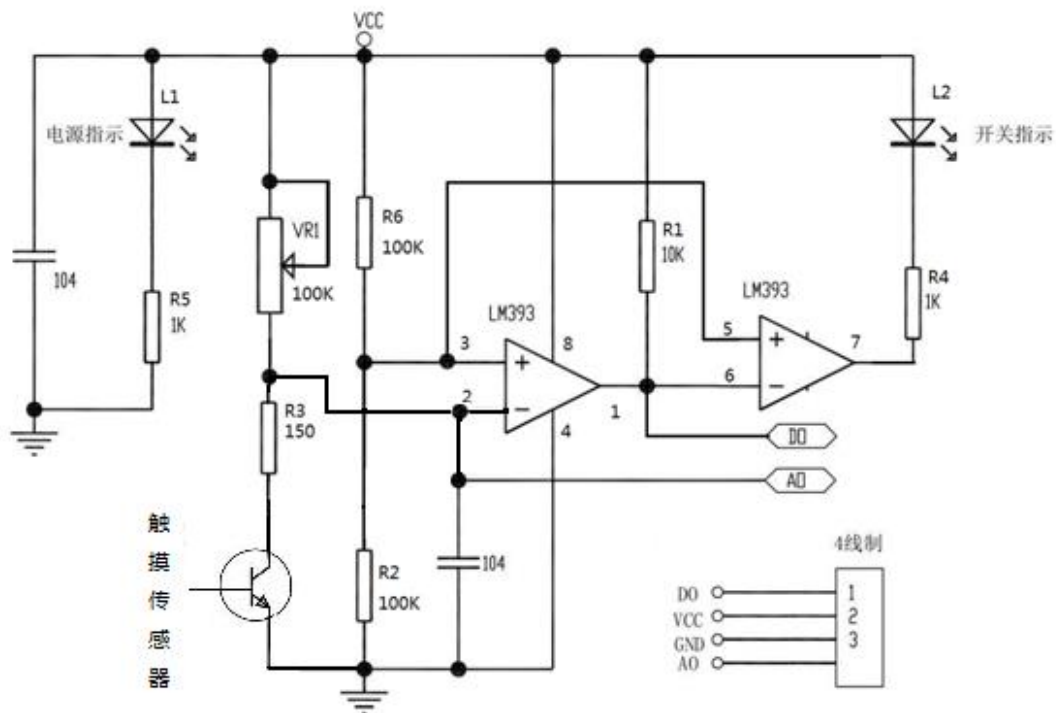 VCC
L1
电源指示
104
R5
1K
VR1
100K
R6
100K
R1
10K
L2
开关指示
R4
1K
LM393
3
+
8
2
−
4
1
LM393
5
+
7
6
−
R3
150
DO
AO
触
摸
传
感
器
R2
100K
104
4线制
DO
1
VCC
2
GND
3
AO